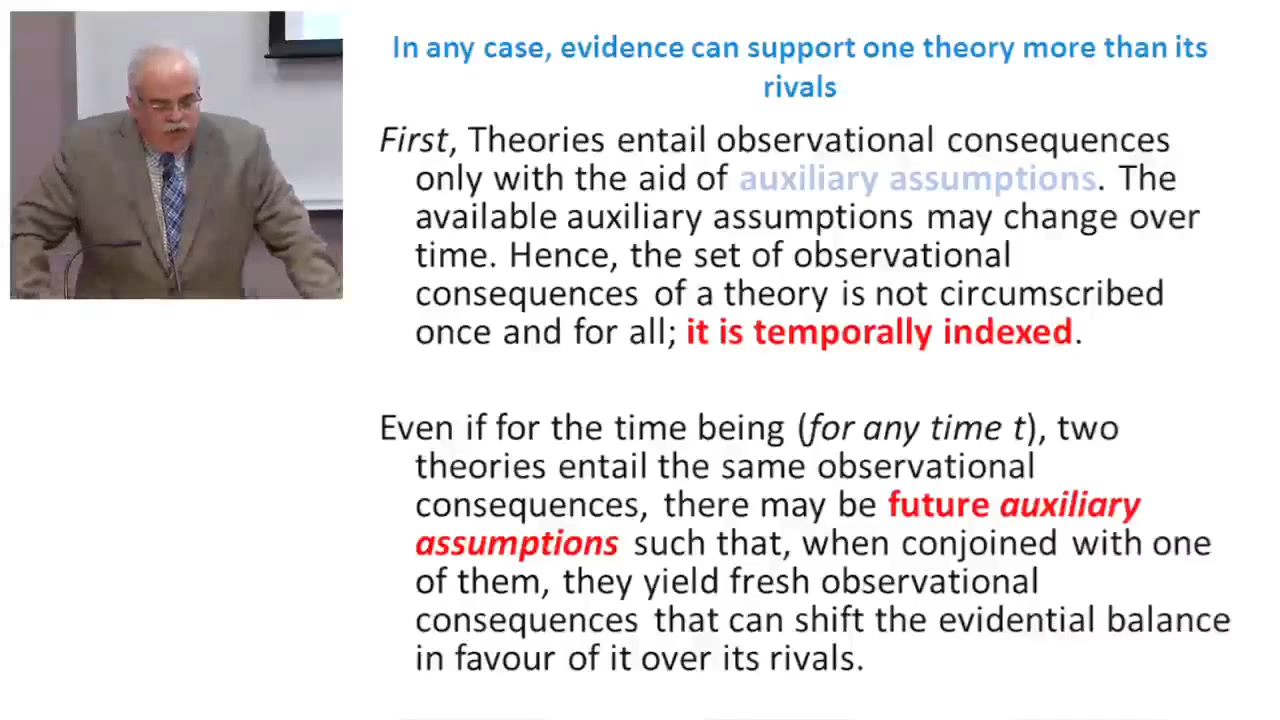 In any case, evidence can support one theory more than its
rivals
First, Theories entail observational consequences
only with the aid of auxiliary assumptions. The
available auxiliary assumptions may change over
time. Hence, the set of observational
consequences of a theory is not circumscribed
once and for all; it is temporally indexed.
Even if for the time being (for any time t), two
theories entail the same observational
consequences, there may be future auxiliary
assumptions such that, when conjoined with one
of them, they yield fresh observational
consequences that can shift the evidential balance
in favour of it over its rivals.